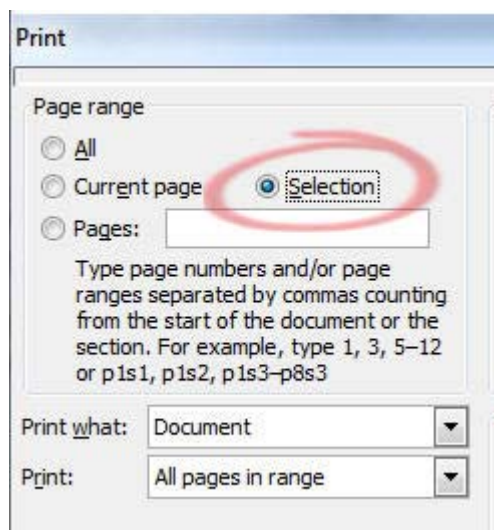 Print
Page range
All
Current page Selection
Pages:
Type page numbers and/or page
ranges separated by commas counting
from the start of the document or the
section. For example, type 1, 3, 5–12
or p1s1, p1s2, p1s3–p8s3
Print what: Document
Print: All pages in range